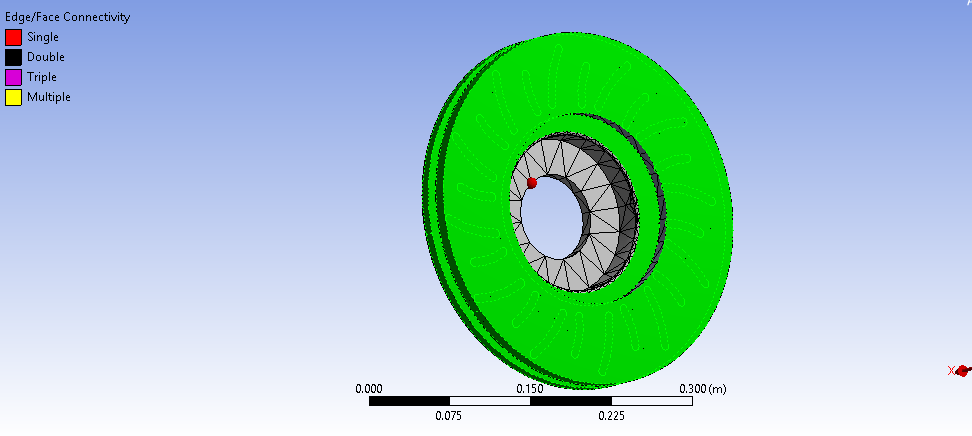 Edge/Face Connectivity
Single
Double
Triple
Multiple
X
0.000 0.150 0.300 (m)
0.075 0.225